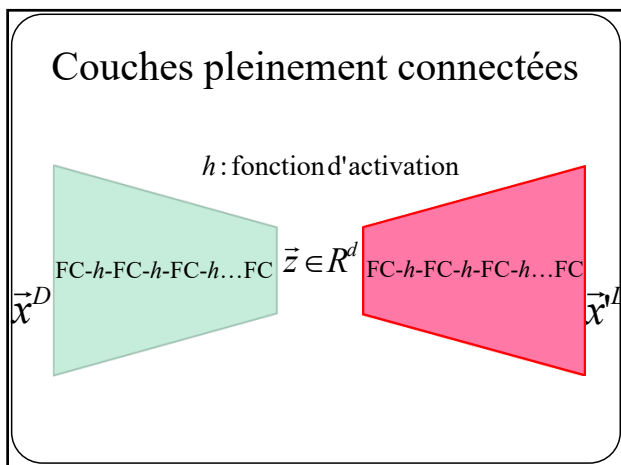 Couches pleinement connectées
h : fonction d'activation
FC-h-FC-h-FC-h…FC
z⃗ ∈ R^d
FC-h-FC-h-FC-h…FC
x⃗^D
x⃗'